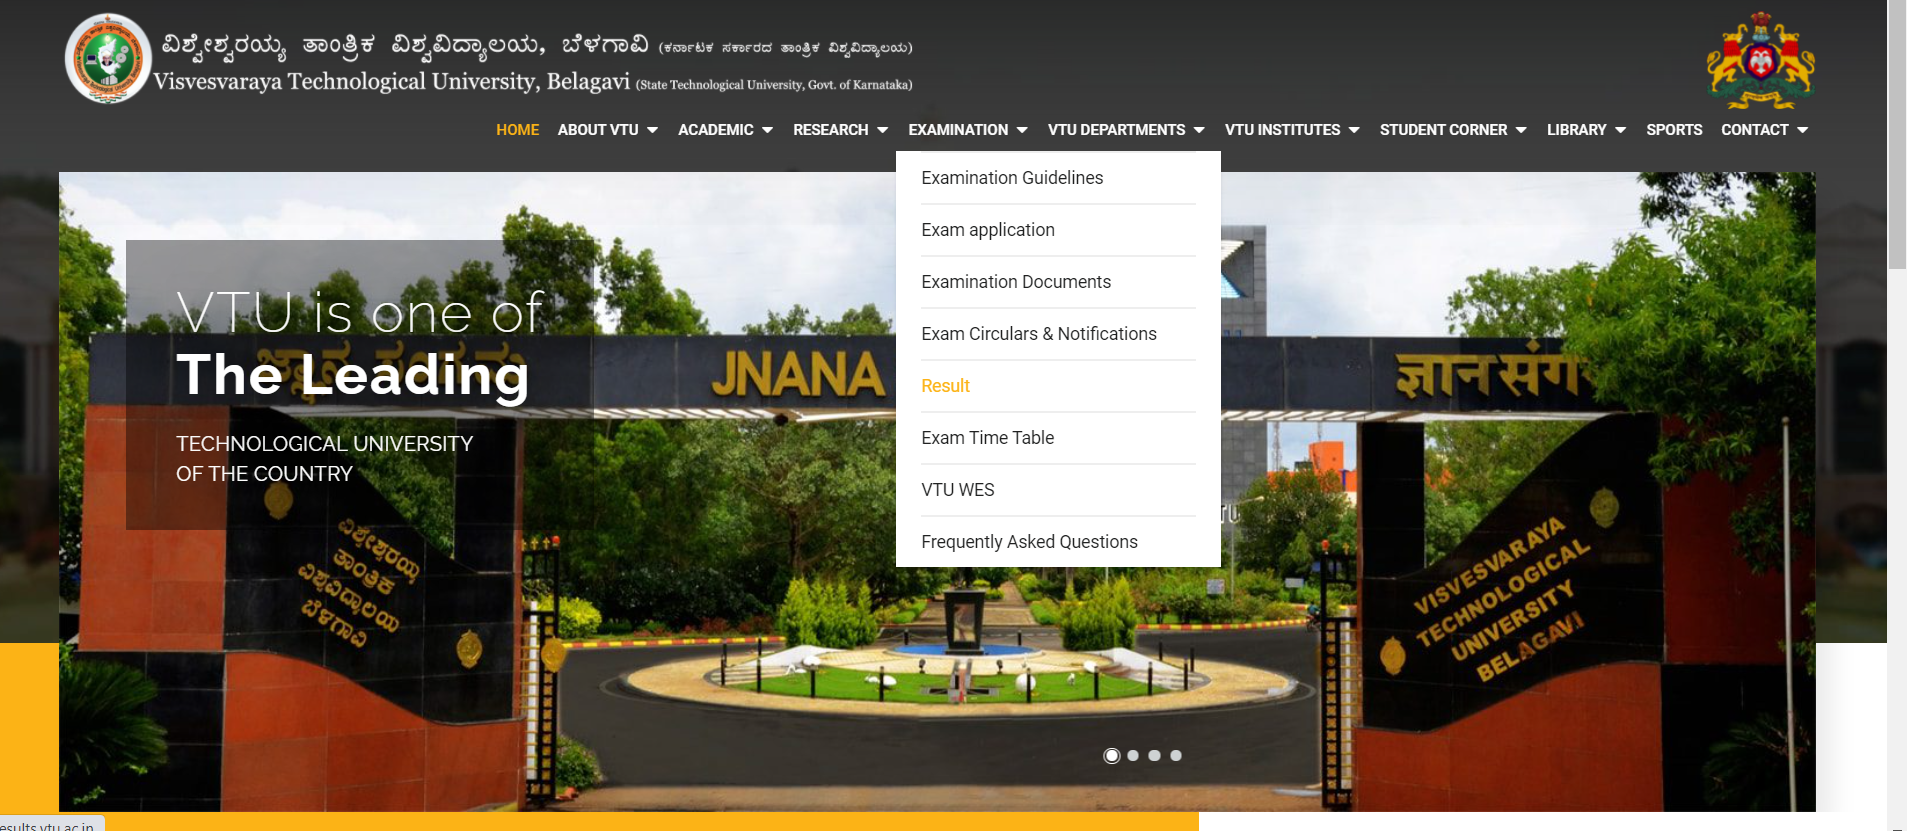 ವಿಶ್ವೇಶ್ವರಯ್ಯ ತಾಂತ್ರಿಕ ವಿಶ್ವವಿದ್ಯಾಲಯ, ಬೆಳಗಾವಿ (ಕರ್ನಾಟಕ ಸರ್ಕಾರದ ತಾಂತ್ರಿಕ ವಿಶ್ವವಿದ್ಯಾಲಯ)
Visvesvaraya Technological University, Belagavi (State Technological University, Govt. of Karnataka)
HOME ABOUT VTU ACADEMIC RESEARCH EXAMINATION VTU DEPARTMENTS VTU INSTITUTES STUDENT CORNER LIBRARY SPORTS CONTACT
Examination Guidelines
Exam application
Examination Documents
Exam Circulars & Notifications
Result
Exam Time Table
VTU WES
Frequently Asked Questions
VTU is one of
The Leading
TECHNOLOGICAL UNIVERSITY
OF THE COUNTRY
JNANA
ज्ञान संग
ವಿಶ್ವೇಶ್ವರಯ್ಯ
ತಾಂತ್ರಿಕ
ವಿಶ್ವವಿದ್ಯಾಲಯ
ಬೆಳಗಾವಿ
VISVESVARAYA
TECHNOLOGICAL
UNIVERSITY
BELAGAVI
esults.vtu.ac.in